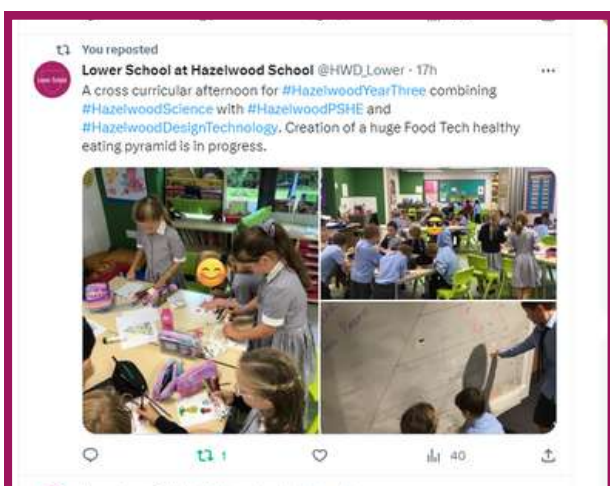 You reposted
Lower School at Hazelwood School @HWD_Lower · 17h
A cross curricular afternoon for #HazelwoodYearThree combining
#HazelwoodScience with #HazelwoodPSHE and
#HazelwoodDesignTechnology. Creation of a huge Food Tech healthy
eating pyramid is in progress.
1
40